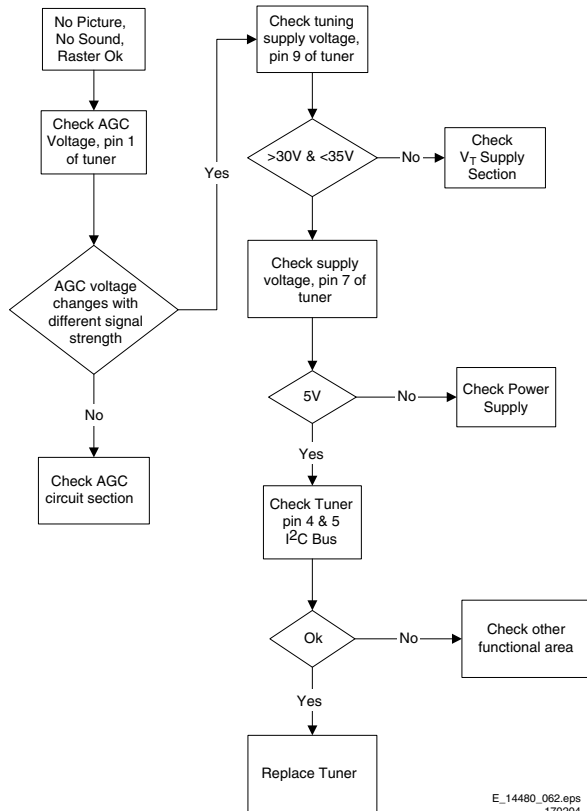 No Picture,
No Sound,
Raster Ok
Check AGC
Voltage, pin 1
of tuner
AGC voltage
changes with
different signal
strength
No
Check AGC
circuit section
Yes
Check tuning
supply voltage,
pin 9 of tuner
>30V & <35V
No
Check
VT Supply
Section
Check supply
voltage, pin 7 of
tuner
5V
No
Check Power
Supply
Yes
Check Tuner
pin 4 & 5
I2C Bus
Ok
No
Check other
functional area
Yes
Replace Tuner
E_14480_062.eps
170204